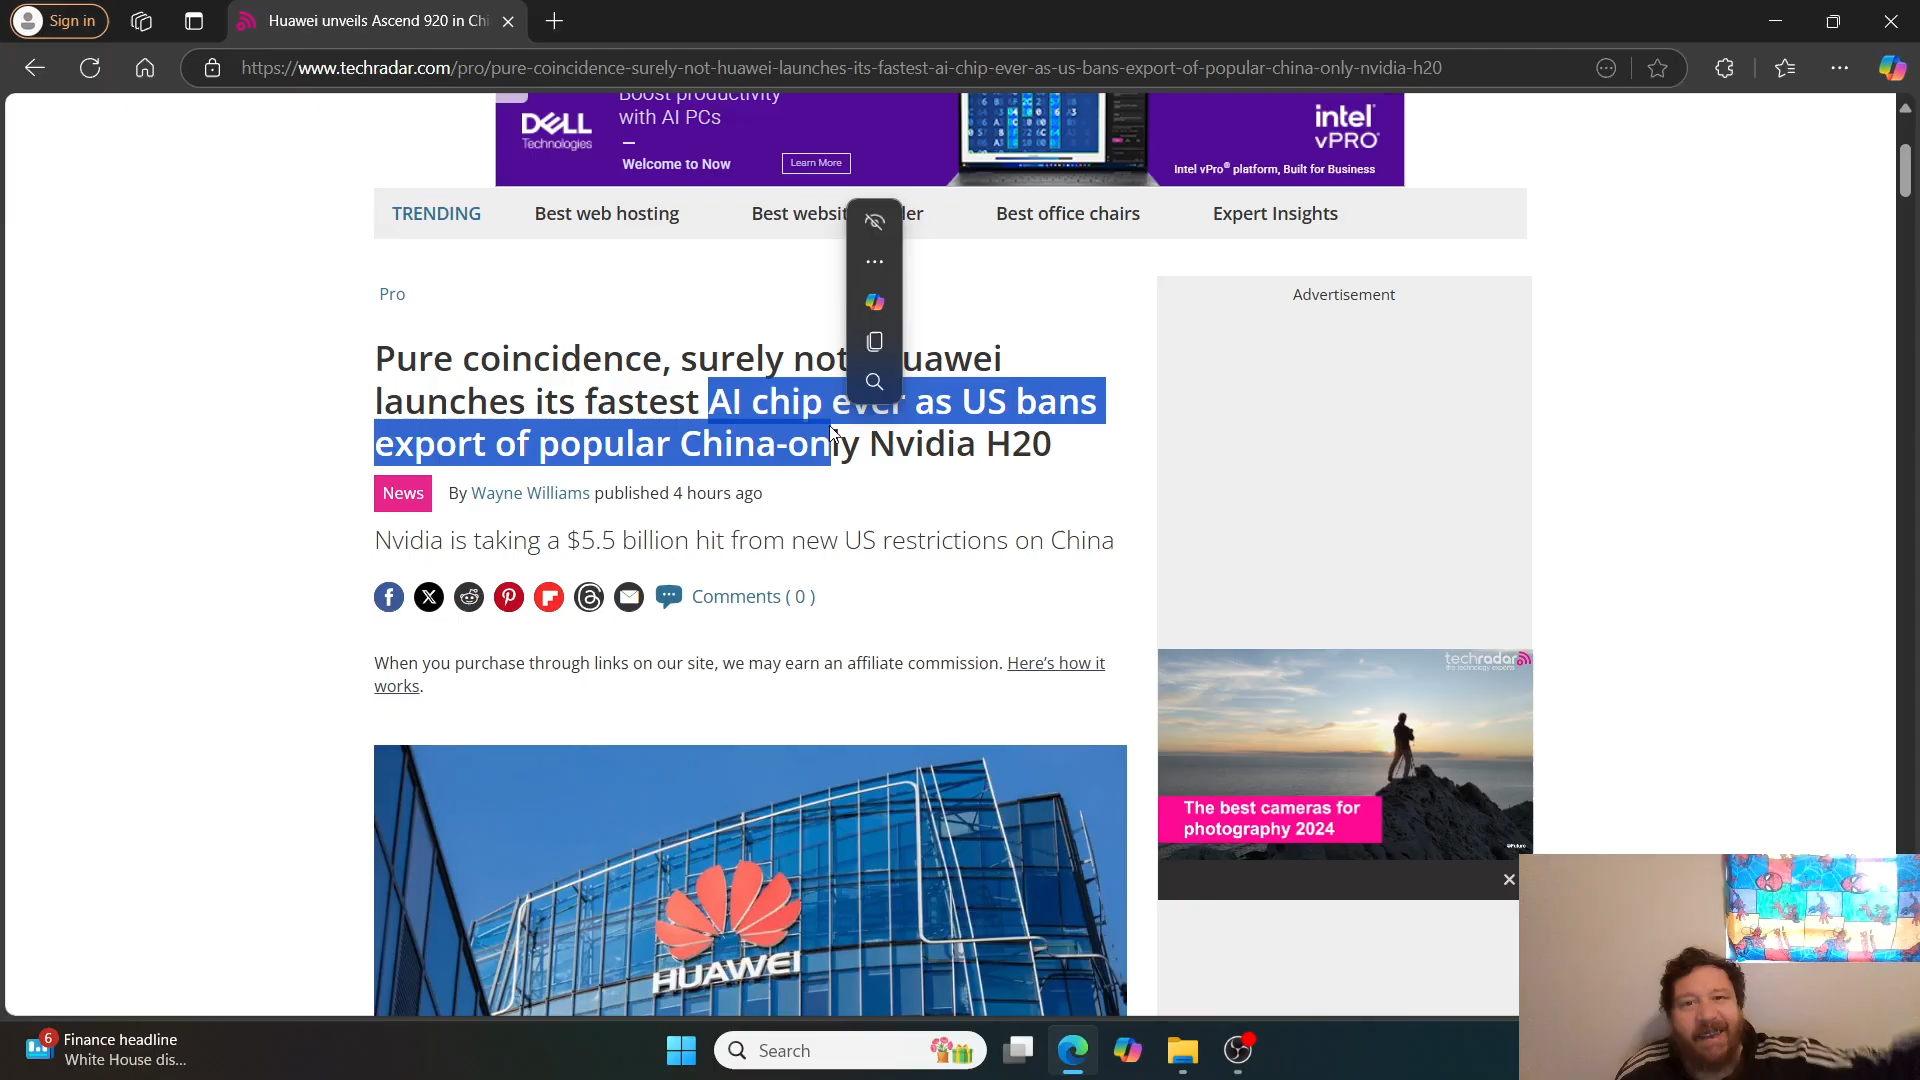 Sign in
Huawei unveils Ascend 920 in Chi
https://www.techradar.com/pro/pure-coincidence-surely-not-huawei-launches-its-fastest-ai-chip-ever-as-us-bans-export-of-popular-china-only-nvidia-h20
Boost productivity
with AI PCs
DELL
Technologies
Welcome to Now
Learn More
intel
vPRO
Intel vPro® platform, Built for Business
TRENDING
Best web hosting
Best websit
ler
Best office chairs
Expert Insights
Pro
Advertisement
Pure coincidence, surely not
uawei
launches its fastest AI chip ever as US bans
export of popular China-only Nvidia H20
News
By Wayne Williams published 4 hours ago
Nvidia is taking a $5.5 billion hit from new US restrictions on China
Comments ( 0 )
When you purchase through links on our site, we may earn an affiliate commission. Here’s how it
works.
techradar
the technology experts
The best cameras for
photography 2024
HUAWEI
6
Finance headline
White House dis...
Search